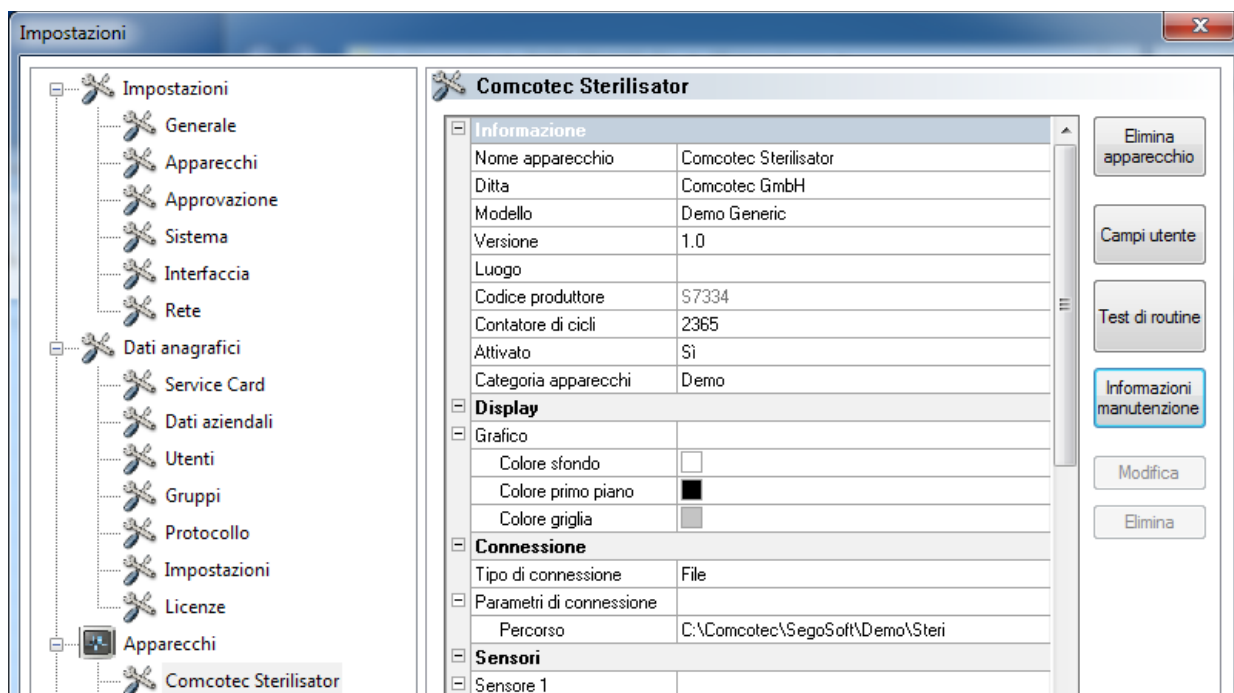 Impostazioni
Impostazioni
Generale
Apparecchi
Approvazione
Sistema
Interfaccia
Rete
Dati anagrafici
Service Card
Dati aziendali
Utenti
Gruppi
Protocollo
Impostazioni
Licenze
Apparecchi
Comcotec Sterilisator
Comcotec Sterilisator
Informazione
Nome apparecchio Comcotec Sterilisator
Ditta Comcotec GmbH
Modello Demo Generic
Versione 1.0
Luogo
Codice produttore S7334
Contatore di cicli 2365
Attivato Sì
Categoria apparecchi Demo
Display
Grafico
Colore sfondo
Colore primo piano
Colore griglia
Connessione
Tipo di connessione File
Parametri di connessione
Percorso C:\Comcotec\SegoSoft\Demo\Steri
Sensori
Sensore 1
Elimina
apparecchio
Campi utente
Test di routine
Informazioni
manutenzione
Modifica
Elimina